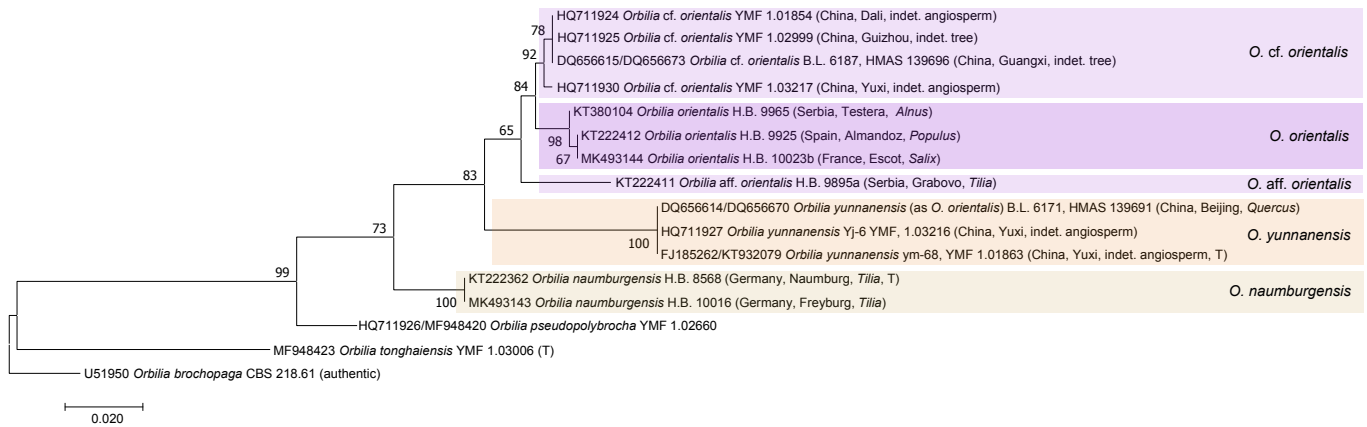 HQ711924 Orbilia cf. orientalis YMF 1.01854 (China, Dali, indet. angiosperm)
78
HQ711925 Orbilia cf. orientalis YMF 1.02999 (China, Guizhou, indet. tree)
92
DQ656615/DQ656673 Orbilia cf. orientalis B.L. 6187, HMAS 139696 (China, Guangxi, indet. tree)
O. cf. orientalis
84
HQ711930 Orbilia cf. orientalis YMF 1.03217 (China, Yuxi, indet. angiosperm)
KT380104 Orbilia orientalis H.B. 9965 (Serbia, Testera, Alnus)
65
98
KT222412 Orbilia orientalis H.B. 9925 (Spain, Almandoz, Populus)
O. orientalis
67
MK493144 Orbilia orientalis H.B. 10023b (France, Escot, Salix)
83
KT222411 Orbilia aff. orientalis H.B. 9895a (Serbia, Grabovo, Tilia)
O. aff. orientalis
DQ656614/DQ656670 Orbilia yunnanensis (as O. orientalis) B.L. 6171, HMAS 139691 (China, Beijing, Quercus)
73
HQ711927 Orbilia yunnanensis Yj-6 YMF, 1.03216 (China, Yuxi, indet. angiosperm)
O. yunnanensis
100
FJ185262/KT932079 Orbilia yunnanensis ym-68, YMF 1.01863 (China, Yuxi, indet. angiosperm, T)
99
KT222362 Orbilia naumburgensis H.B. 8568 (Germany, Naumburg, Tilia, T)
O. naumburgensis
100
MK493143 Orbilia naumburgensis H.B. 10016 (Germany, Freyburg, Tilia)
HQ711926/MF948420 Orbilia pseudopolybrocha YMF 1.02660
MF948423 Orbilia tonghaiensis YMF 1.03006 (T)
U51950 Orbilia brochopaga CBS 218.61 (authentic)
0.020